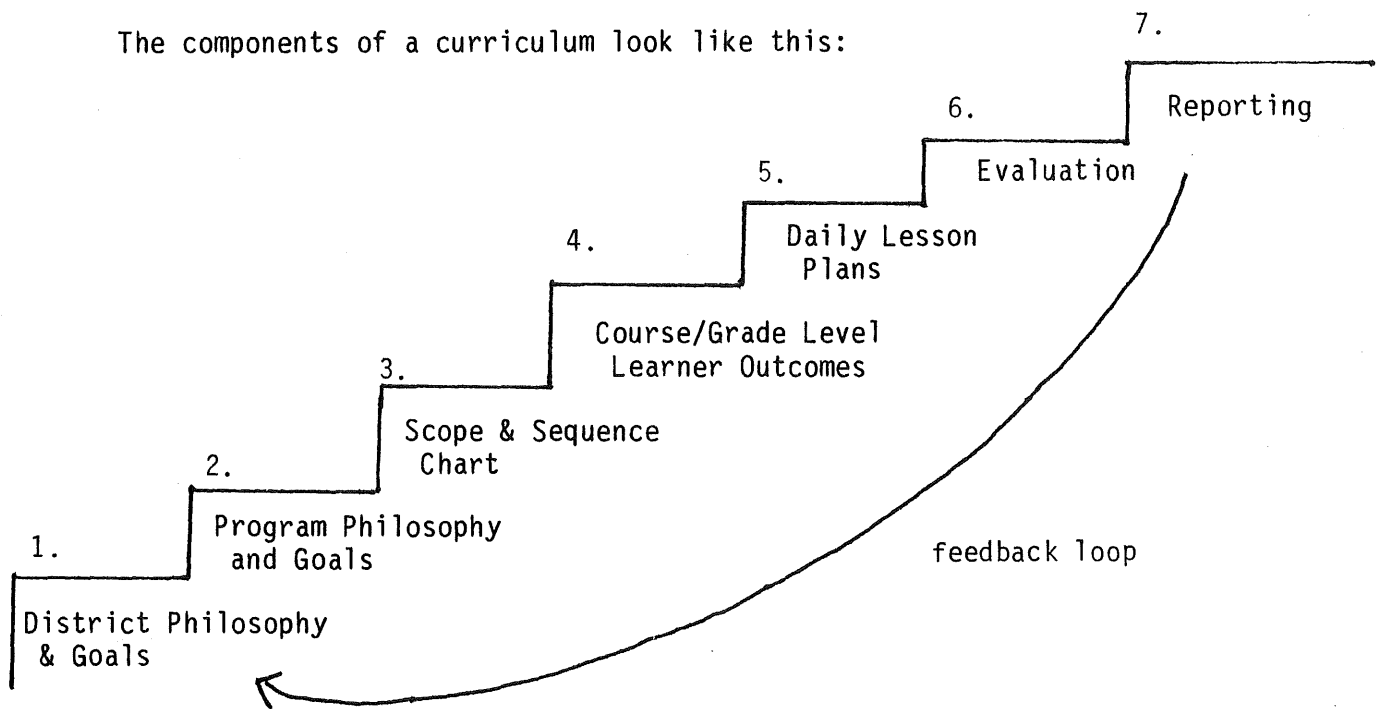 The components of a curriculum look like this:
7.
Reporting
6.
Evaluation
5.
Daily Lesson
Plans
4.
Course/Grade Level
Learner Outcomes
3.
Scope & Sequence
Chart
2.
Program Philosophy
and Goals
1.
District Philosophy
& Goals
feedback loop